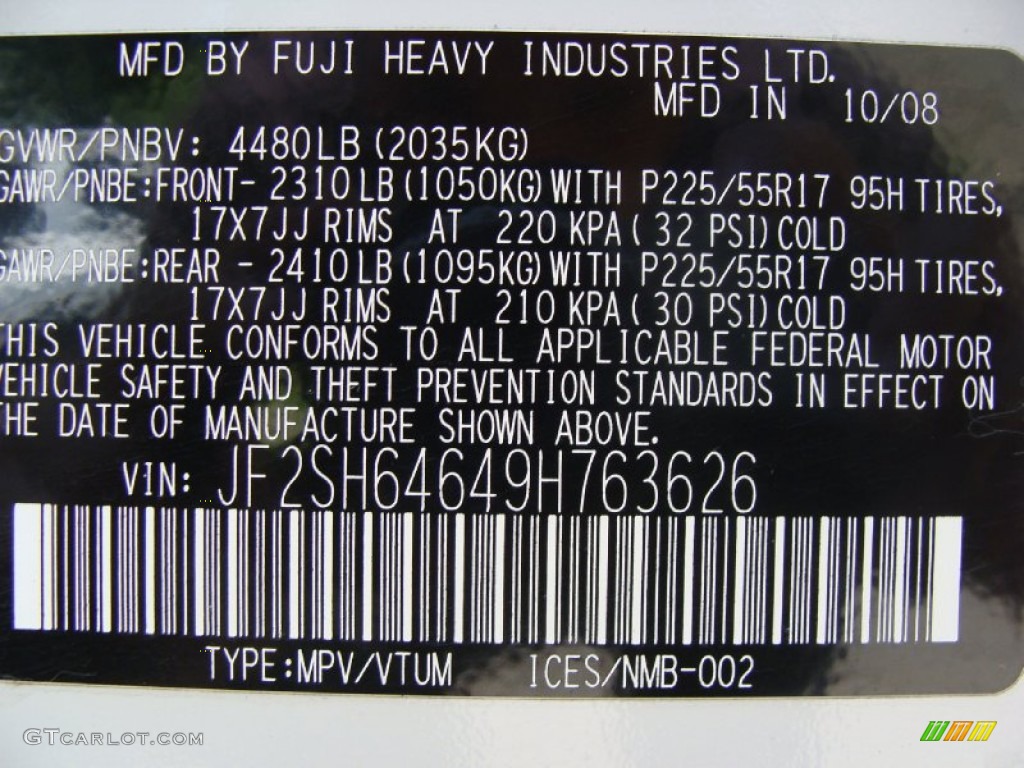 MFD BY FUJI HEAVY INDUSTRIES LTD.
MFD IN 10/08
GVWR/PNBV: 4480LB (2035KG)
GAWR/PNBE:FRONT- 2310LB (1050KG) WITH P225/55R17 95H TIRES,
17X7JJ RIMS AT 220 KPA ( 32 PSI) COLD
GAWR/PNBE:REAR - 2410LB (1095KG) WITH P225/55R17 95H TIRES,
17X7JJ RIMS AT 210 KPA ( 30 PSI) COLD
THIS VEHICLE CONFORMS TO ALL APPLICABLE FEDERAL MOTOR
VEHICLE SAFETY AND THEFT PREVENTION STANDARDS IN EFFECT ON
THE DATE OF MANUFACTURE SHOWN ABOVE.
VIN: JF2SH64649H763626
TYPE:MPV/VTUM ICES/NMB-002
GTCARLOT.COM